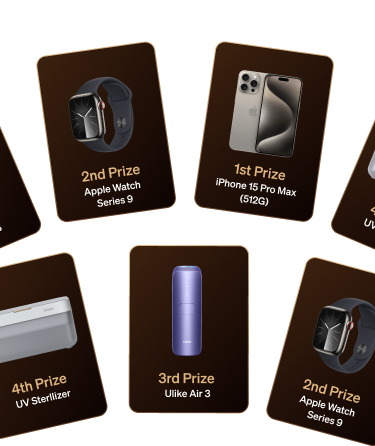 2nd Prize
Apple Watch
Series 9
1st Prize
iPhone 15 Pro Max
(512G)
4th Prize
UV Sterllizer
3rd Prize
Ulike Air 3
2nd Prize
Apple Watch
Series 9